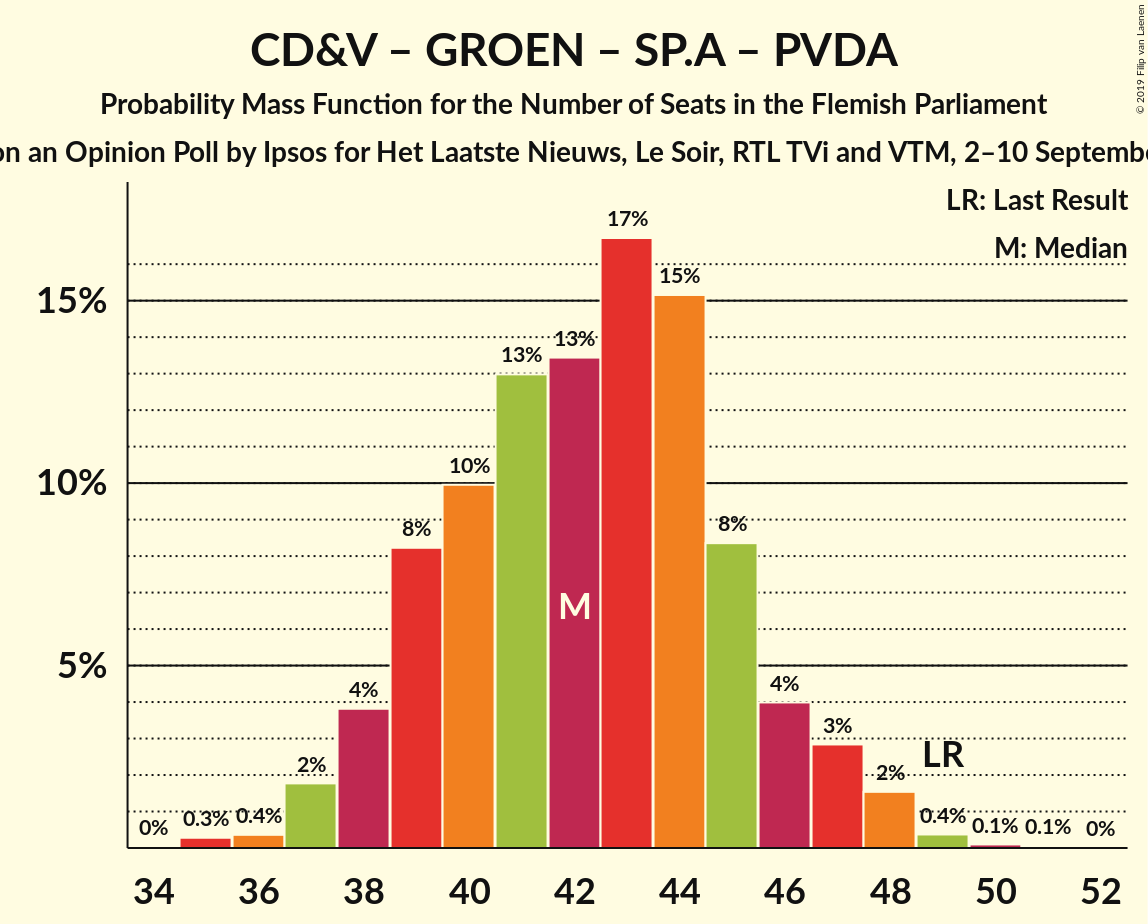 © 2019 Filip van Laenen
CD&V – GROEN – SP.A – PVDA
Probability Mass Function for the Number of Seats in the Flemish Parliament
on an Opinion Poll by Ipsos for Het Laatste Nieuws, Le Soir, RTL TVi and VTM, 2–10
LR: Last Result
M: Median
17%
15%
15%
13%
13%
10%
10%
8%
8%
M
5%
4%
4%
3%
LR
2%
2%
0%
0.3%
0.4%
0.4%
0.1%
0.1%
0%
34 36 38 40 42 44 46 48 50 52